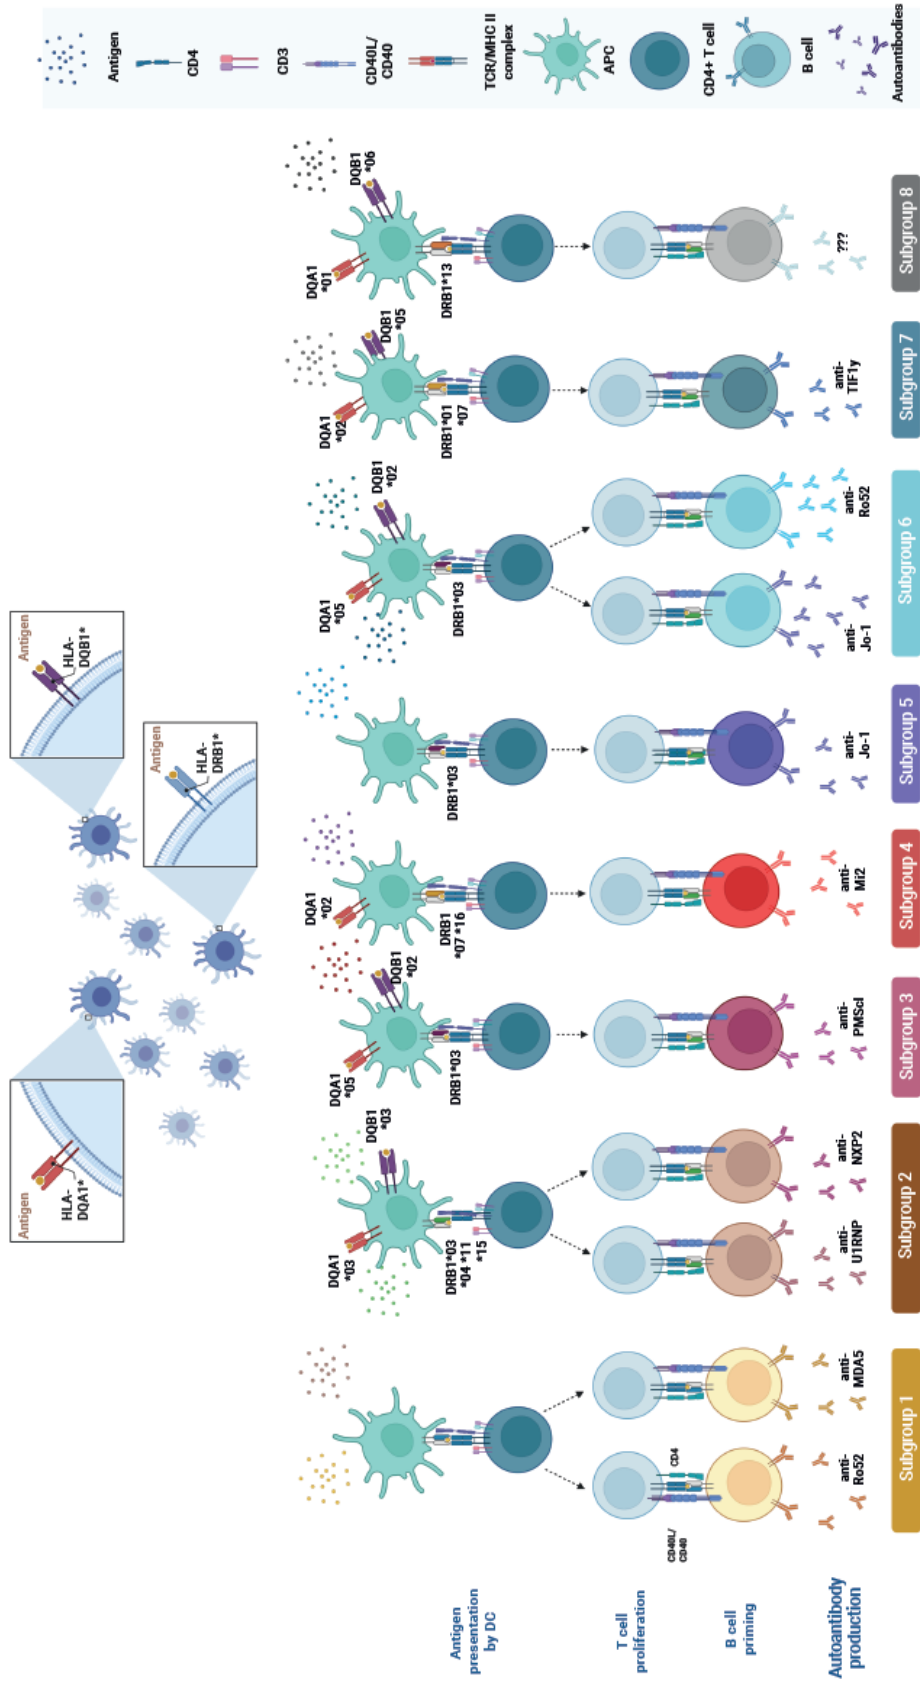 Antigen
HLA-
DQA1*
Antigen
HLA-
DRB1*
Antigen
HLA-
DQB1*
Antigen
presentation
by DC
T cell
proliferation
B cell
priming
Autoantibody
production
CD40L/
CD40
CD4
anti-
Ro52
anti-
MDA5
Subgroup 1
DQA1
*03
DQB1
*03
DRB1*03
*04 *11
*15
anti-
U1RNP
anti-
NXP2
Subgroup 2
DQA1
*05
DQB1
*02
DRB1*03
anti-
PMScl
Subgroup 3
DQA1
*02
DRB1
*07 *16
anti-
Mi2
Subgroup 4
DRB1*03
anti-
Jo-1
Subgroup 5
DQA1
*05
DQB1
*02
DRB1*03
anti-
Jo-1
anti-
Ro52
Subgroup 6
DQA1
*02
DQB1
*05
DRB1*01
*07
anti-
TIF1y
Subgroup 7
DQA1
*01
DQB1
*06
DRB1*13
???
Subgroup 8
Antigen
CD4
CD3
CD40L/
CD40
TCR/MHC II
complex
APC
CD4+ T cell
B cell
Autoantibodies